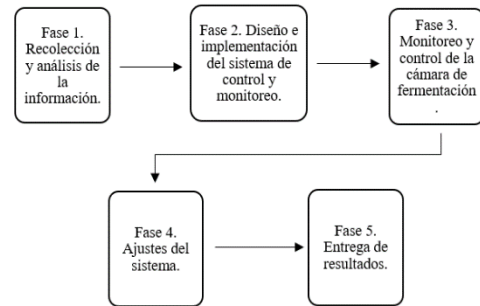 Fase 1.
Recolección
y análisis de
la
información.
Fase 2. Diseño e
implementación
del sistema de
control y
monitoreo.
Fase 3.
Monitoreo y
control de la
cámara de
fermentación
.
Fase 4.
Ajustes del
sistema.
Fase 5.
Entrega de
resultados.